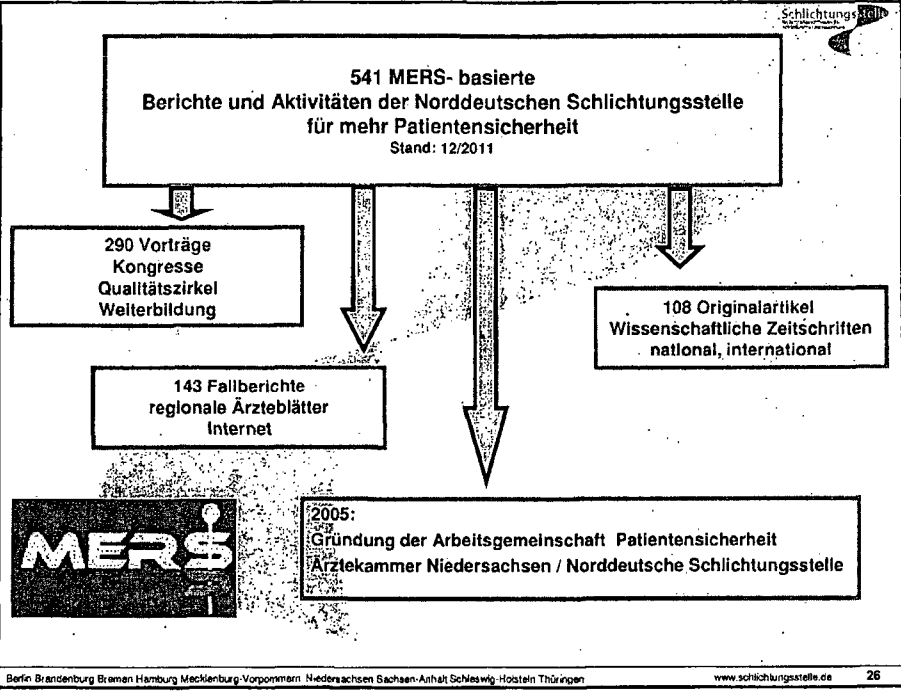 Schlichtungsstelle
541 MERS- basierte
Berichte und Aktivitäten der Norddeutschen Schlichtungsstelle
für mehr Patientensicherheit
Stand: 12/2011
290 Vorträge
Kongresse
Qualitätszirkel
Weiterbildung
108 Originalartikel
Wissenschaftliche Zeitschriften
national, international
143 Fallberichte
regionale Ärzteblätter
Internet
MERS
2005:
Gründung der Arbeitsgemeinschaft Patientensicherheit
Ärztekammer Niedersachsen / Norddeutsche Schlichtungsstelle
Berlin Brandenburg Bremen Hamburg Mecklenburg-Vorpommern Niedersachsen Sachsen-Anhalt Schleswig-Holstein Thüringen
www.schlichtungsstelle.de 26